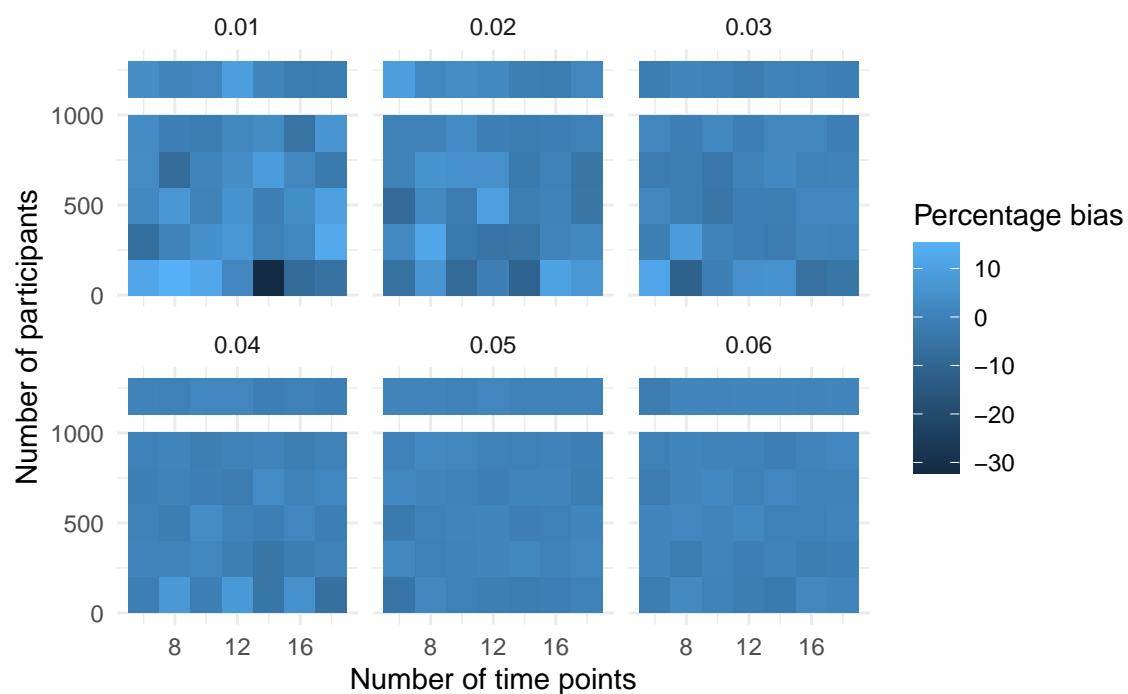 0.01 0.02 0.03
1000
500
0
0.04 0.05 0.06
1000
500
0
8 12 16 8 12 16 8 12 16
Number of time points
Number of participants
Percentage bias
10
0
−10
−20
−30